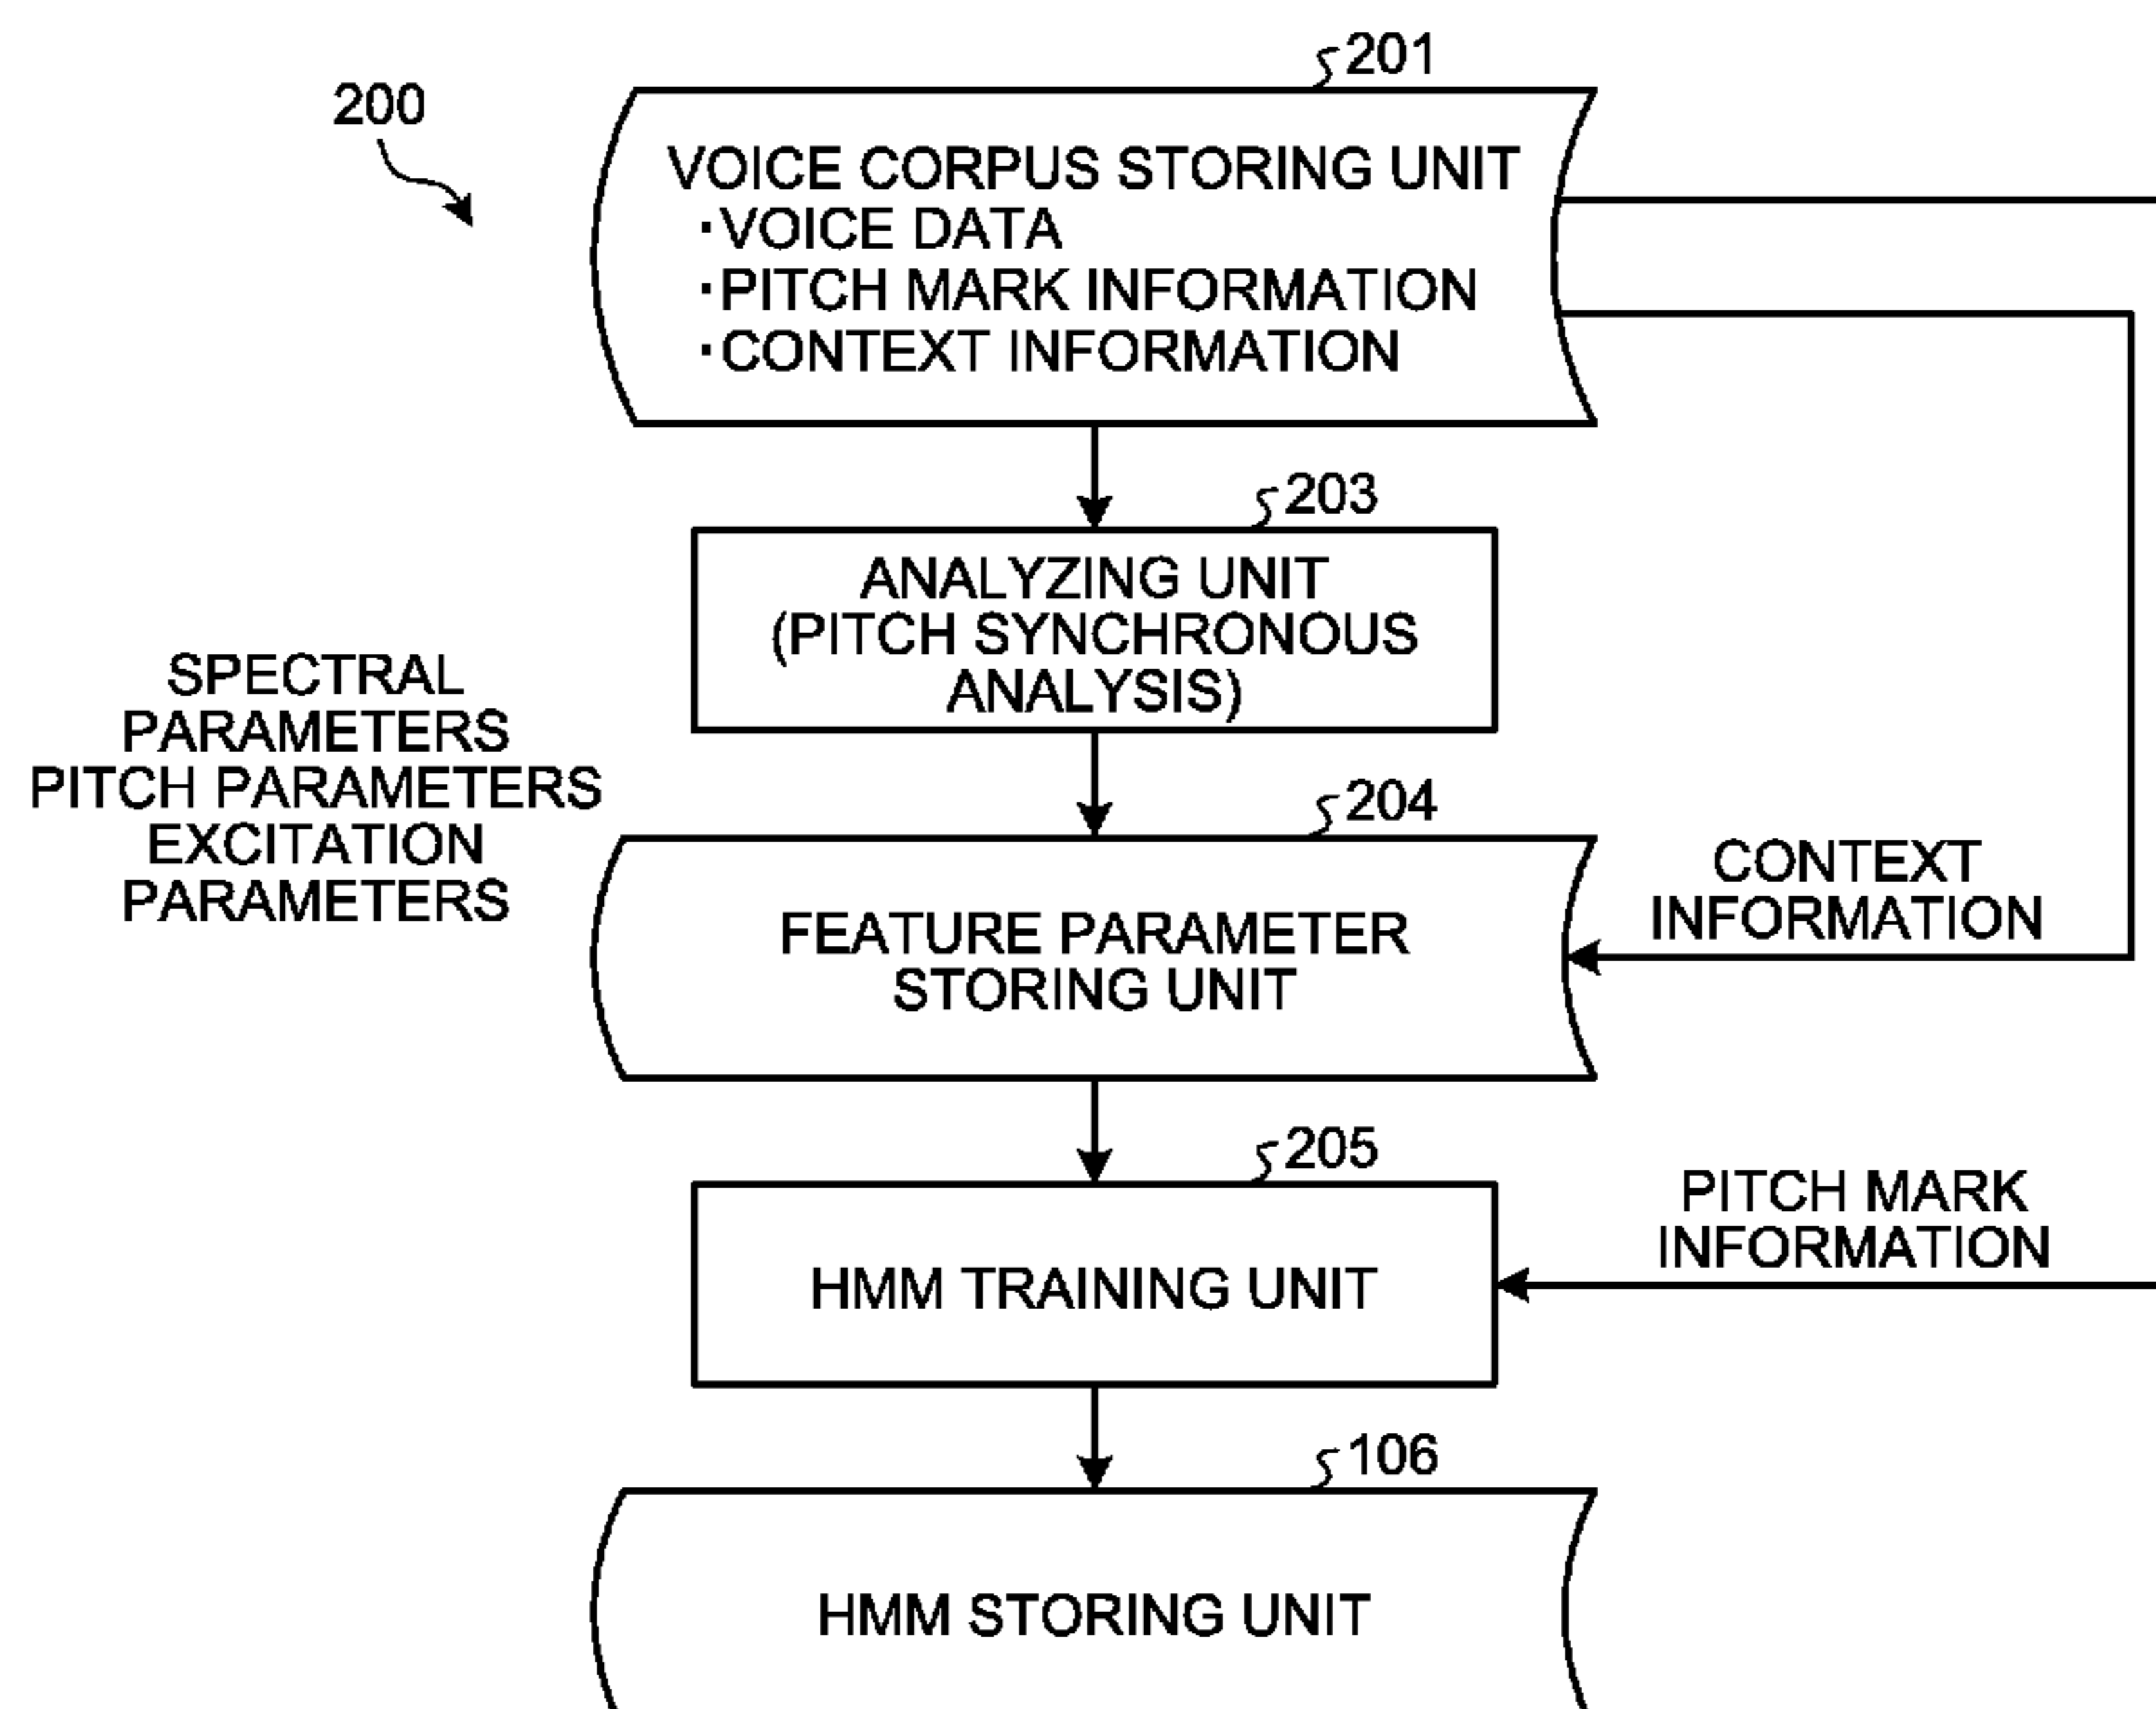 200
201
VOICE CORPUS STORING UNIT
・VOICE DATA
・PITCH MARK INFORMATION
・CONTEXT INFORMATION
203
ANALYZING UNIT
(PITCH SYNCHRONOUS
ANALYSIS)
SPECTRAL
PARAMETERS
PITCH PARAMETERS
EXCITATION
PARAMETERS
204
FEATURE PARAMETER
STORING UNIT
CONTEXT
INFORMATION
205
HMM TRAINING UNIT
PITCH MARK
INFORMATION
106
HMM STORING UNIT